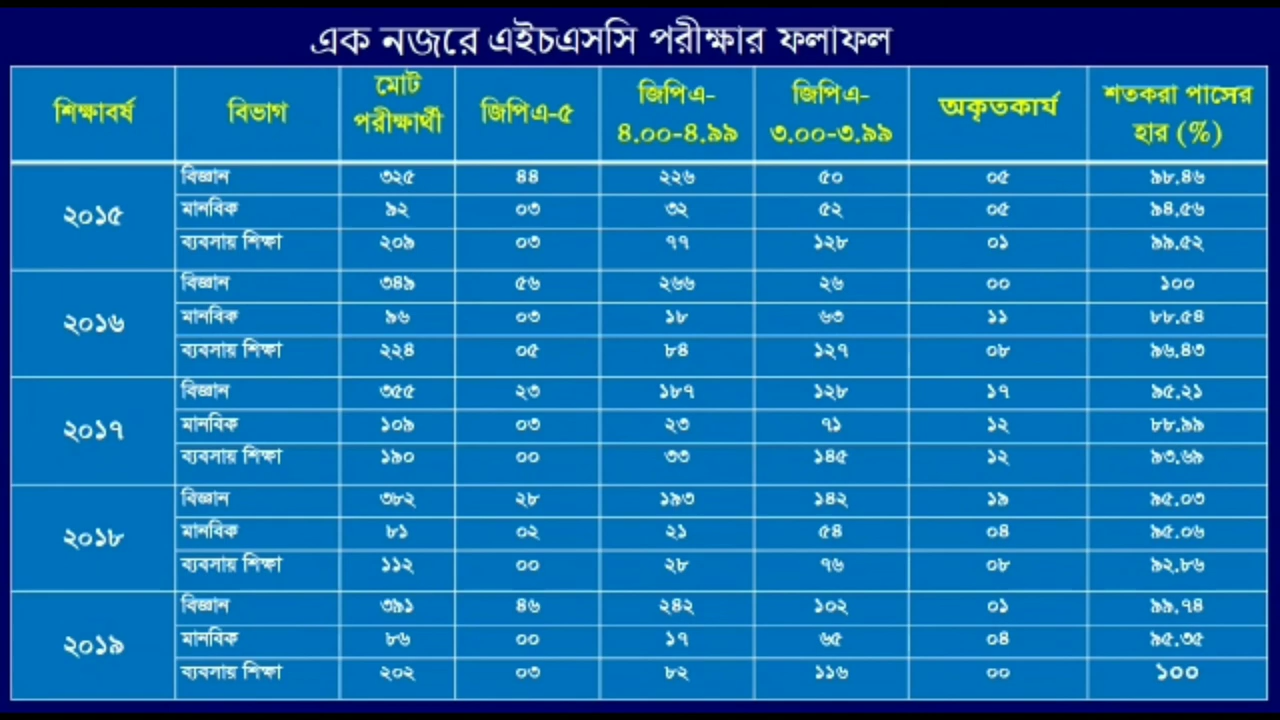 এক নজরে এইচএসসি পরীক্ষার ফলাফল
শিক্ষাবর্ষ বিভাগ মোট পরীক্ষার্থী জিপিএ-৫ জিপিএ-৪.০০-৪.৯৯ জিপিএ-৩.০০-৩.৯৯ অকৃতকার্য শতকরা পাসের হার (%)
২০১৫
বিজ্ঞান ৩২৫ ৪৪ ২২৬ ৫০ ০৫ ৯৮.৪৬
মানবিক ৯২ ০৩ ৩২ ৫২ ০৫ ৯৪.৫৬
ব্যবসায় শিক্ষা ২০৯ ০৩ ৭৭ ১২৮ ০১ ৯৯.৫২
২০১৬
বিজ্ঞান ৩৪৯ ৫৬ ২৬৬ ২৬ ০০ ১০০
মানবিক ৯৬ ০৩ ১৮ ৬৩ ১১ ৮৮.৫৪
ব্যবসায় শিক্ষা ২২৪ ০৫ ৮৪ ১২৭ ০৮ ৯৬.৪৩
২০১৭
বিজ্ঞান ৩৫৫ ২৩ ১৮৭ ১২৮ ১৭ ৯৫.২১
মানবিক ১০৯ ০৩ ২৩ ৭১ ১২ ৮৮.৯৯
ব্যবসায় শিক্ষা ১৯০ ০০ ৩৩ ১৪৫ ১২ ৯৩.৬৯
২০১৮
বিজ্ঞান ৩৮২ ২৮ ১৯৩ ১৪২ ১৯ ৯৫.০৩
মানবিক ৮১ ০২ ২১ ৫৪ ০৪ ৯৫.০৬
ব্যবসায় শিক্ষা ১১২ ০০ ২৮ ৭৬ ০৮ ৯২.৮৬
২০১৯
বিজ্ঞান ৩৯১ ৪৬ ২৪২ ১০২ ০১ ৯৯.৭৪
মানবিক ৮৬ ০০ ১৭ ৬৫ ০৪ ৯৫.৩৫
ব্যবসায় শিক্ষা ২০২ ০৩ ৮২ ১১৬ ০০ ১০০